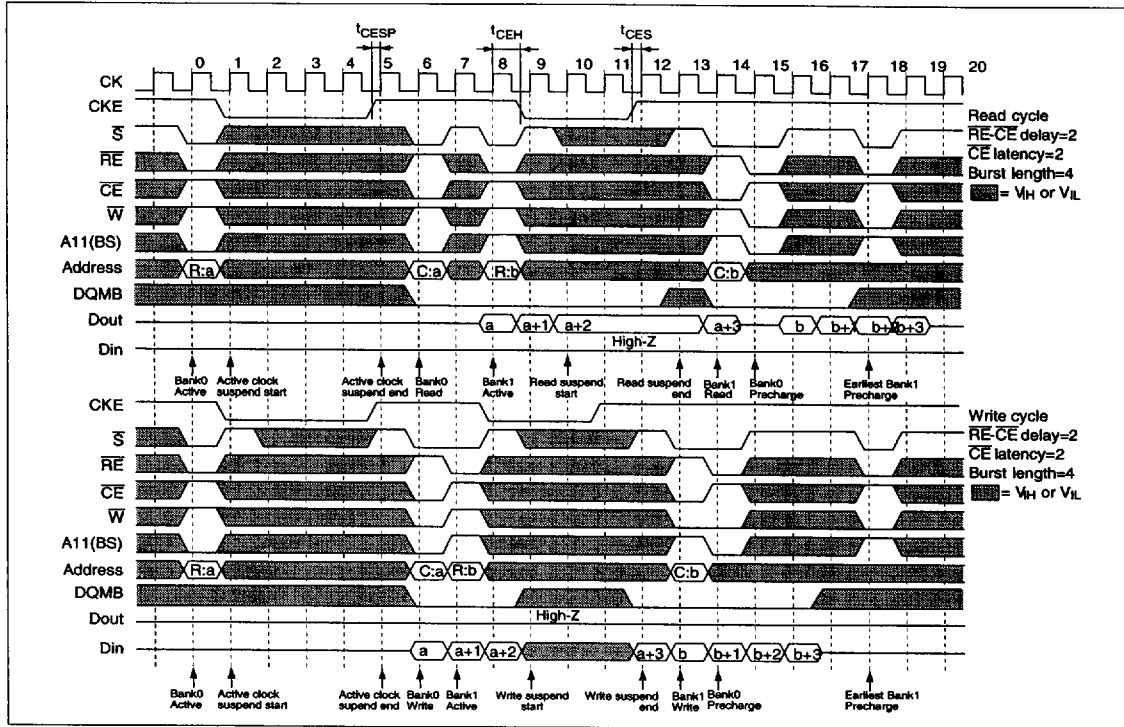 tCESP tCEH tCES
0 1 2 3 4 5 6 7 8 9 10 11 12 13 14 15 16 17 18 19 20
CK
CKE
S
RE
CE
W
A11(BS)
Address R:a C:a R:b C:b
DQMB
Dout a a+1 a+2 a+3 b b+ b+ b+3
High-Z
Din
Read cycle
RE-CE delay=2
CE latency=2
Burst length=4
= VIH or VIL
Bank0 Active
Active clock suspend start
Active clock suspend end
Bank0 Read
Bank1 Active
Read suspend start
Read suspend end
Bank1 Read
Bank0 Precharge
Earliest Bank1 Precharge
CKE
S
RE
CE
W
A11(BS)
Address R:a C:a R:b C:b
DQMB
Dout
High-Z
Din a a+1 a+2 a+3 b b+1 b+2 b+3
Write cycle
RE-CE delay=2
CE latency=2
Burst length=4
= VIH or VIL
Bank0 Active
Active clock suspend start
Active clock supend end
Bank0 Write
Bank1 Active
Write suspend start
Write suspend end
Bank1 Write
Bank0 Precharge
Earliest Bank1 Precharge